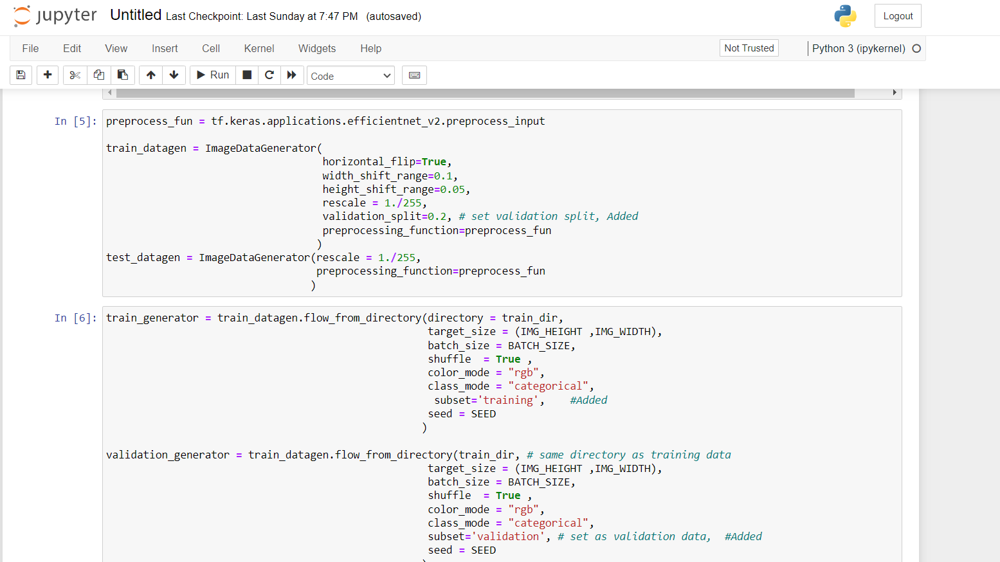 jupyter Untitled Last Checkpoint: Last Sunday at 7:47 PM (autosaved) Logout
File Edit View Insert Cell Kernel Widgets Help Not Trusted Python 3 (ipykernel)
Run Code
In [5]: preprocess_fun = tf.keras.applications.efficientnet_v2.preprocess_input
train_datagen = ImageDataGenerator(
horizontal_flip=True,
width_shift_range=0.1,
height_shift_range=0.05,
rescale = 1./255,
validation_split=0.2, # set validation split, Added
preprocessing_function=preprocess_fun
)
test_datagen = ImageDataGenerator(rescale = 1./255,
preprocessing_function=preprocess_fun
)
In [6]: train_generator = train_datagen.flow_from_directory(directory = train_dir,
target_size = (IMG_HEIGHT ,IMG_WIDTH),
batch_size = BATCH_SIZE,
shuffle  = True ,
color_mode = "rgb",
class_mode = "categorical",
subset='training',    #Added
seed = SEED
)
validation_generator = train_datagen.flow_from_directory(train_dir, # same directory as training data
target_size = (IMG_HEIGHT ,IMG_WIDTH),
batch_size = BATCH_SIZE,
shuffle  = True ,
color_mode = "rgb",
class_mode = "categorical",
subset='validation', # set as validation data,  #Added
seed = SEED